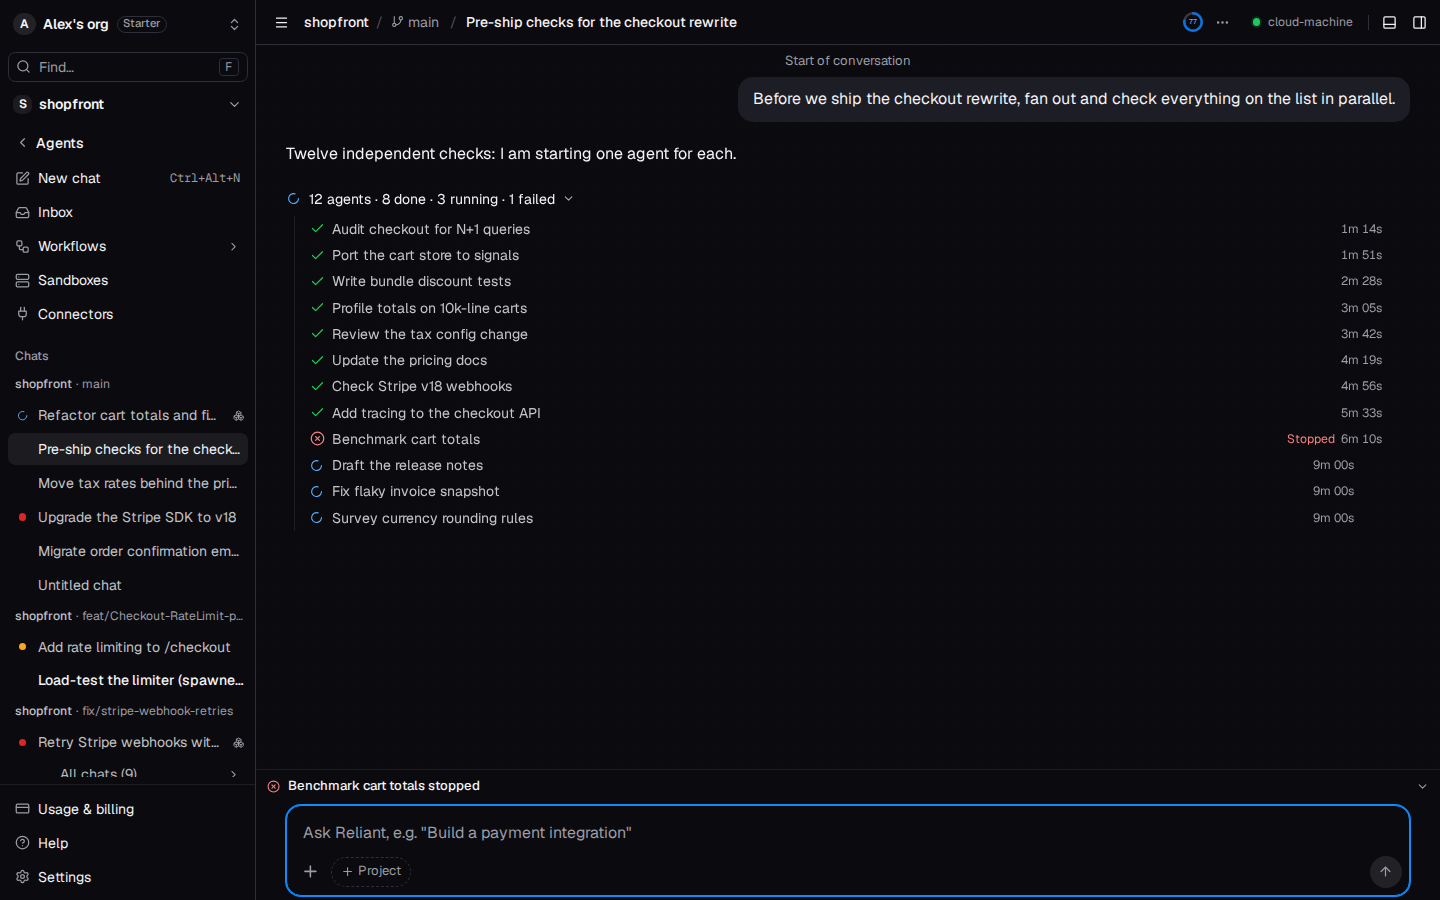 Alex's org Starter
Find... F
shopfront
Agents
New chat Ctrl+Alt+N
Inbox
Workflows
Sandboxes
Connectors
Chats
shopfront · main
Refactor cart totals and fi...
Pre-ship checks for the check...
Move tax rates behind the pri...
Upgrade the Stripe SDK to v18
Migrate order confirmation em...
Untitled chat
shopfront · feat/Checkout-RateLimit-p...
Add rate limiting to /checkout
Load-test the limiter (spawne...
shopfront · fix/stripe-webhook-retries
Retry Stripe webhooks wit...
All chats (9)
Usage & billing
Help
Settings
shopfront / main / Pre-ship checks for the checkout rewrite
77
cloud-machine
Start of conversation
Before we ship the checkout rewrite, fan out and check everything on the list in parallel.
Twelve independent checks: I am starting one agent for each.
12 agents · 8 done · 3 running · 1 failed
Audit checkout for N+1 queries 1m 14s
Port the cart store to signals 1m 51s
Write bundle discount tests 2m 28s
Profile totals on 10k-line carts 3m 05s
Review the tax config change 3m 42s
Update the pricing docs 4m 19s
Check Stripe v18 webhooks 4m 56s
Add tracing to the checkout API 5m 33s
Benchmark cart totals Stopped 6m 10s
Draft the release notes 9m 00s
Fix flaky invoice snapshot 9m 00s
Survey currency rounding rules 9m 00s
Benchmark cart totals stopped
Ask Reliant, e.g. "Build a payment integration"
+ Project